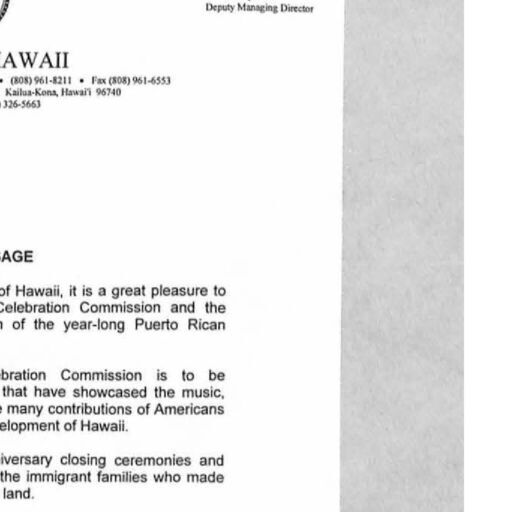 Deputy Managing Director
HAWAII
• (808) 961-8211 • Fax (808) 961-6553
Kailua-Kona, Hawai'i 96740
326-5663
SAGE
of Hawaii, it is a great pleasure to
Celebration Commission and the
of the year-long Puerto Rican
bration Commission is to be
that have showcased the music,
many contributions of Americans
elopment of Hawaii.
iversary closing ceremonies and
the immigrant families who made
land.